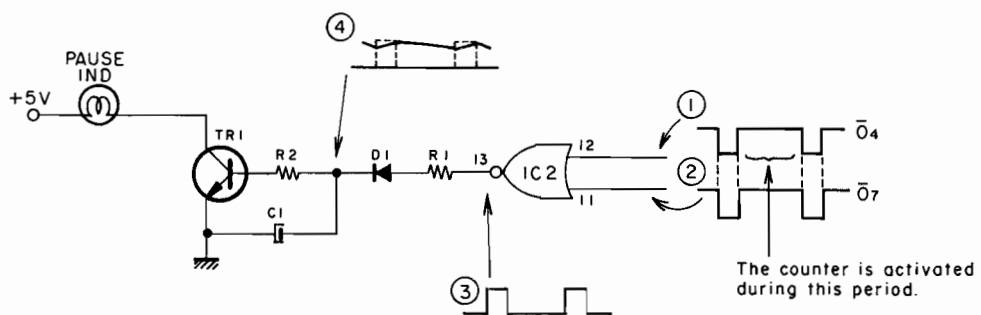 ④
PAUSE
IND
+5V
TR1
R2
D1
R1
13
12
IC2
11
C1
①
②
Ō4
Ō7
③
The counter is activated
during this period.